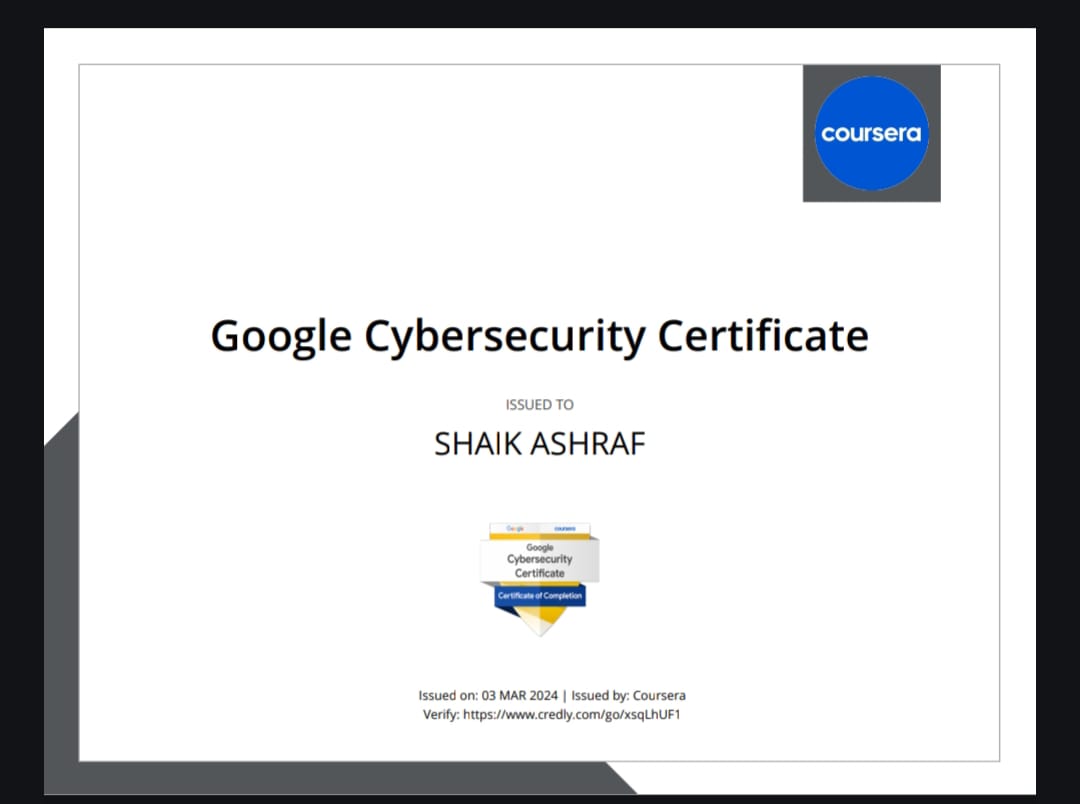 coursera
Google Cybersecurity Certificate
ISSUED TO
SHAIK ASHRAF
Google coursera
Google
Cybersecurity
Certificate
Certificate of Completion
Issued on: 03 MAR 2024 | Issued by: Coursera
Verify: https://www.credly.com/go/xsqLhUF1